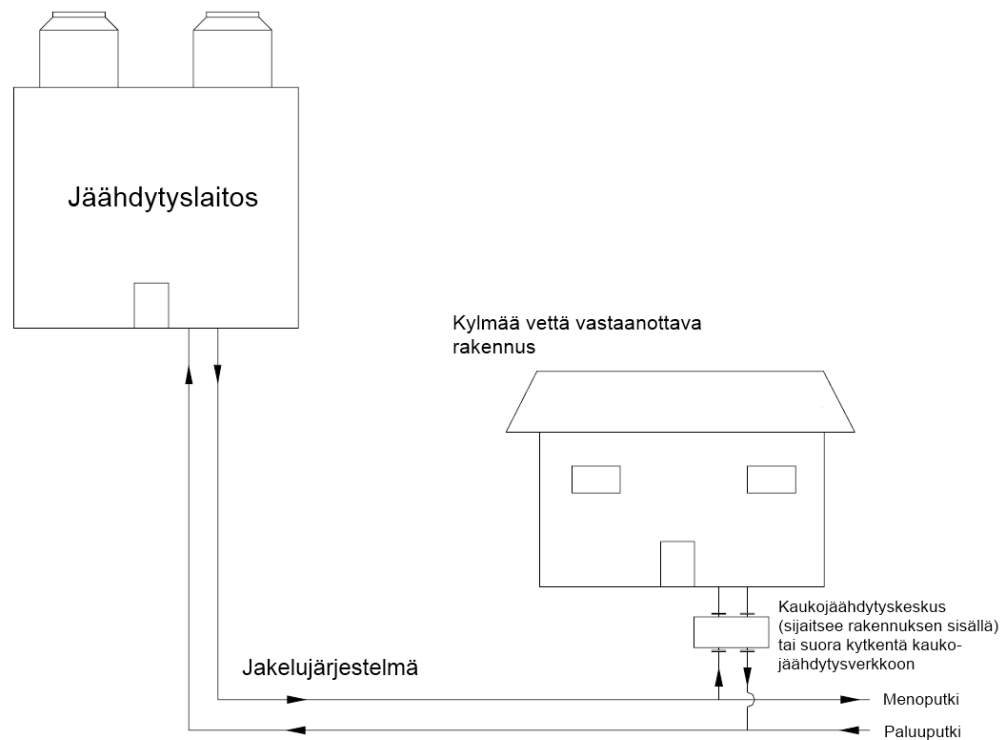 Jäähdytyslaitos
Kylmää vettä vastaanottava
rakennus
Kaukojäähdytyskeskus
(sijaitsee rakennuksen sisällä)
tai suora kytkentä kauko-
jäähdytysverkkoon
Jakelujärjestelmä
Menoputki
Paluuputki